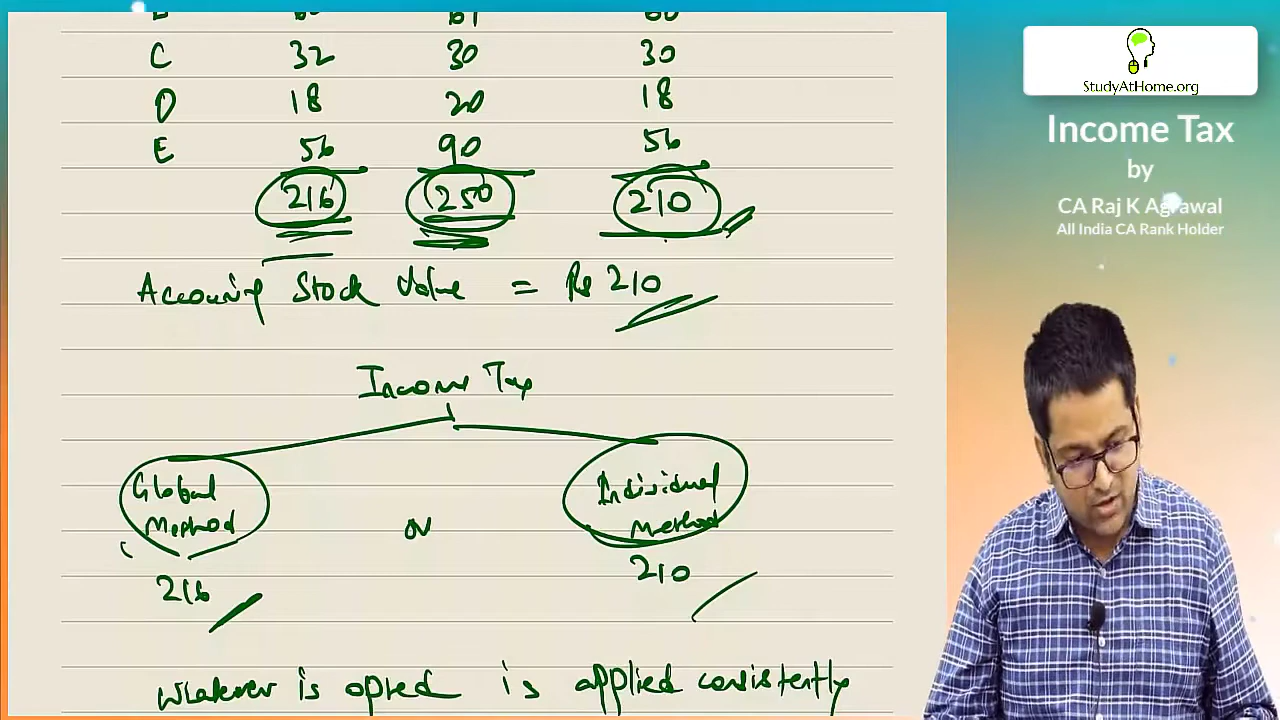 C 32 30 30
D 18 20 18
E 56 90 56
216 250 210
Accounting Stock Value = Rs 210
Income Tax
Global Individual
Method or Method
216 210
whatever is opted is applied consistently
StudyAtHome.org
Income Tax
by
CA Raj K Agrawal
All India CA Rank Holder